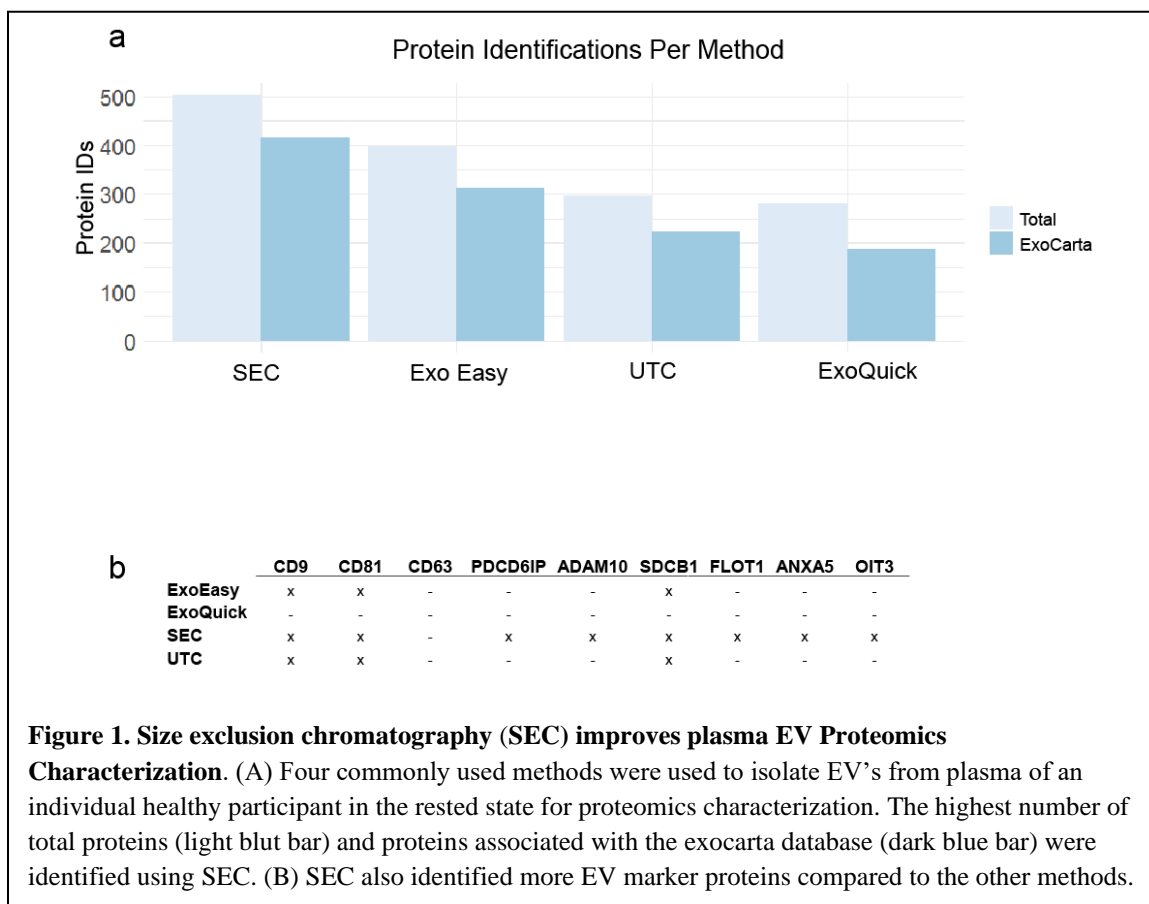 a
Protein Identifications Per Method
500
400
300
200
100
0
Protein IDs
Total
ExoCarta
SEC Exo Easy UTC ExoQuick
b
CD9 CD81 CD63 PDCD6IP ADAM10 SDCB1 FLOT1 ANXA5 OIT3
ExoEasy x x - - - x - - -
ExoQuick - - - - - - - - -
SEC x x - x x x x x x
UTC x x - - - x - - -
Figure 1. Size exclusion chromatography (SEC) improves plasma EV Proteomics
Characterization. (A) Four commonly used methods were used to isolate EV's from plasma of an
individual healthy participant in the rested state for proteomics characterization. The highest number of
total proteins (light blut bar) and proteins associated with the exocarta database (dark blue bar) were
identified using SEC. (B) SEC also identified more EV marker proteins compared to the other methods.